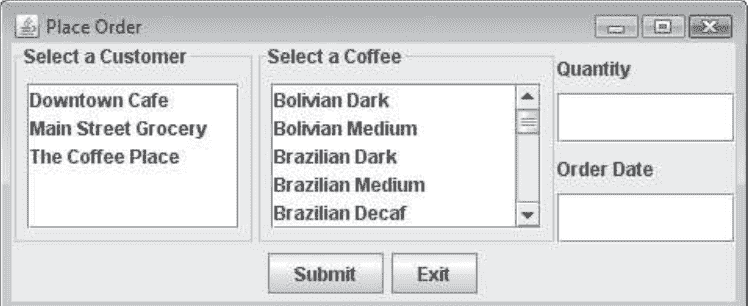 Place Order
Select a Customer
Downtown Cafe
Main Street Grocery
The Coffee Place
Select a Coffee
Bolivian Dark
Bolivian Medium
Brazilian Dark
Brazilian Medium
Brazilian Decaf
Quantity
Order Date
Submit
Exit